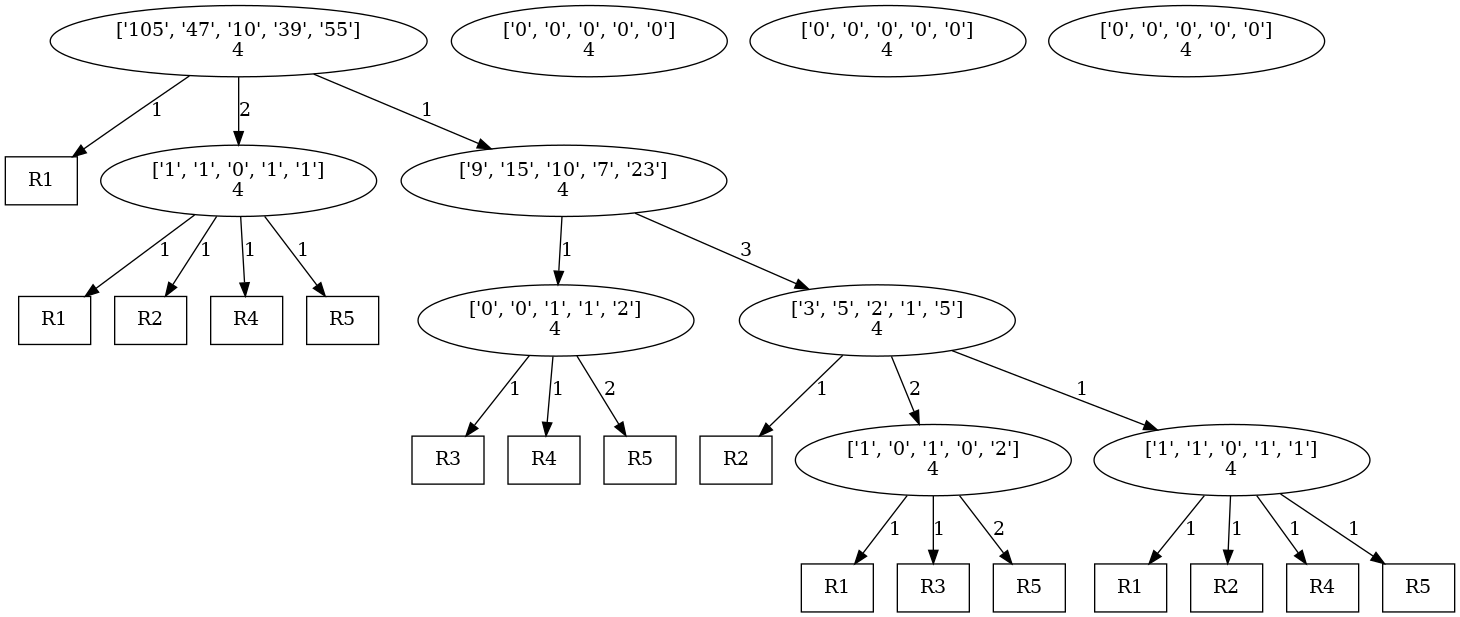 ['105', '47', '10', '39', '55']
4
['0', '0', '0', '0', '0']
4
['0', '0', '0', '0', '0']
4
['0', '0', '0', '0', '0']
4
1
2
1
R1
['1', '1', '0', '1', '1']
4
['9', '15', '10', '7', '23']
4
1
1
1
1
1
3
R1
R2
R4
R5
['0', '0', '1', '1', '2']
4
['3', '5', '2', '1', '5']
4
1
1
2
1
2
1
R3
R4
R5
R2
['1', '0', '1', '0', '2']
4
['1', '1', '0', '1', '1']
4
1
1
2
1
1
1
1
R1
R3
R5
R1
R2
R4
R5